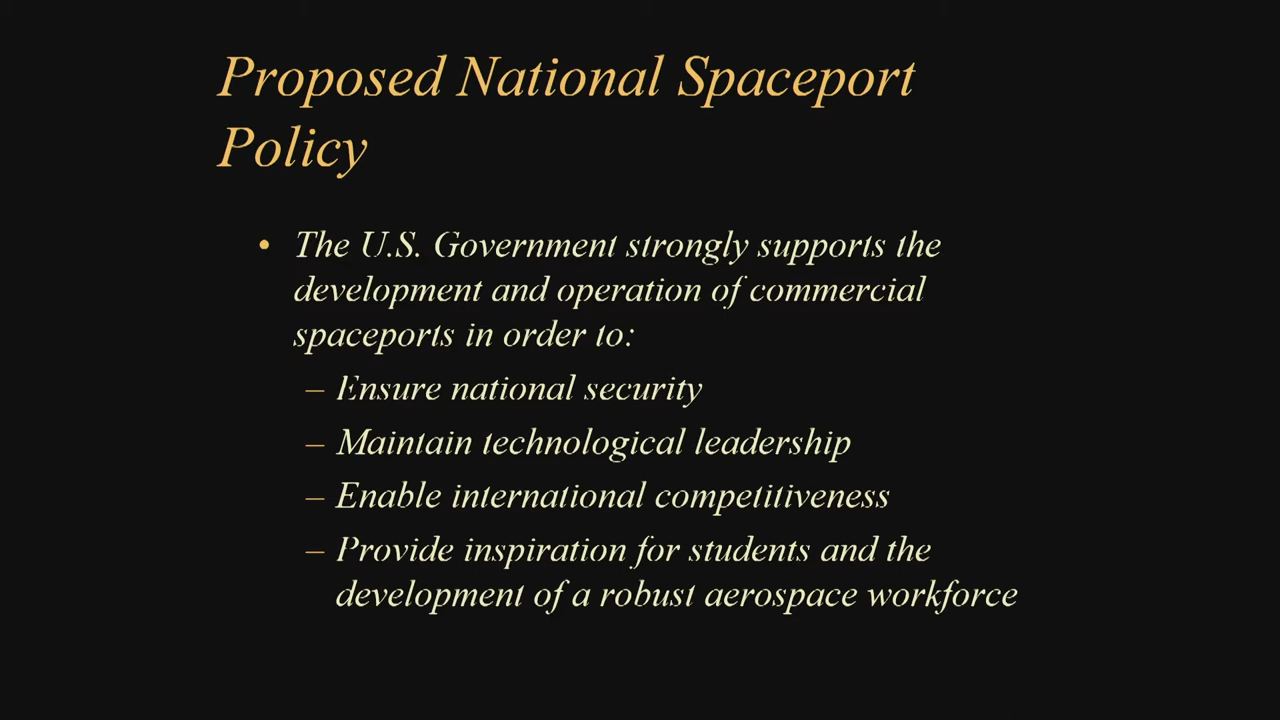 Proposed National Spaceport
Policy
• The U.S. Government strongly supports the
development and operation of commercial
spaceports in order to:
– Ensure national security
– Maintain technological leadership
– Enable international competitiveness
– Provide inspiration for students and the
development of a robust aerospace workforce